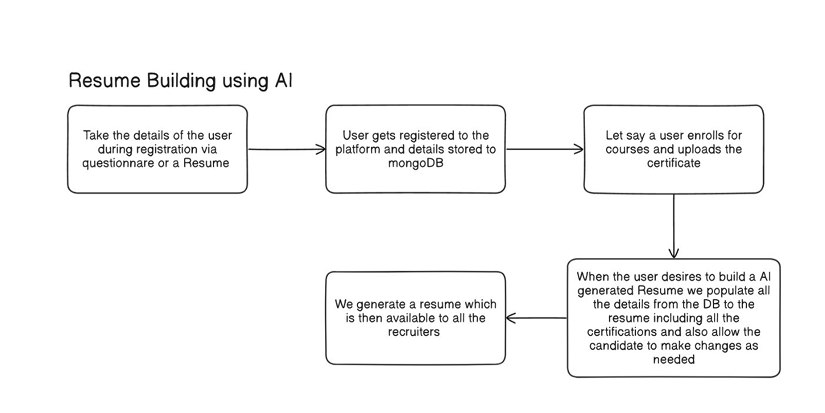 Resume Building using AI
Take the details of the user
during registration via
questionnare or a Resume
User gets registered to the
platform and details stored to
mongoDB
Let say a user enrolls for
courses and uploads the
certificate
When the user desires to build a AI
generated Resume we populate all
the details from the DB to the
resume including all the
certifications and also allow the
candidate to make changes as
needed
We generate a resume which
is then available to all the
recruiters